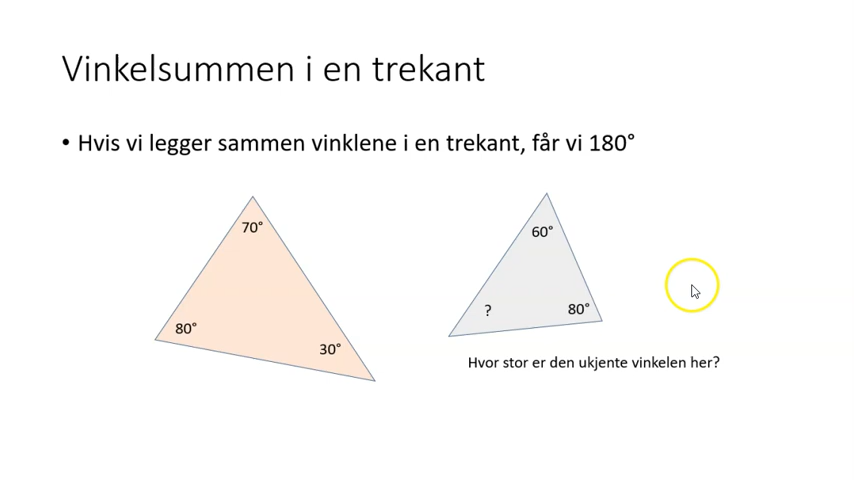 Vinkelsummen i en trekant
• Hvis vi legger sammen vinklene i en trekant, får vi 180°
70°
80°
30°
60°
?
80°
Hvor stor er den ukjente vinkelen her?